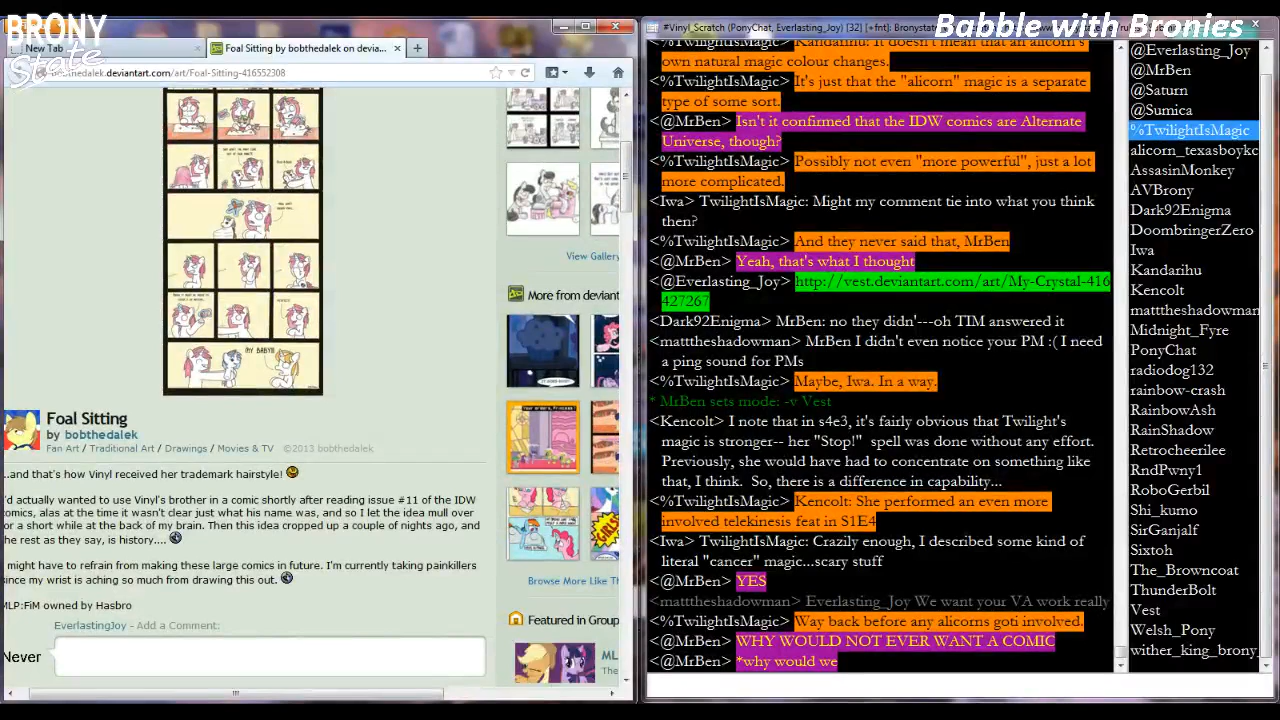 BRONY
State
New Tab
Foal Sitting by bobthedalek on devia...
dalek.deviantart.com/art/Foal-Sitting-416552308
MY BABY!!!
View Gallery
More from deviant
Foal Sitting
by bobthedalek
Fan Art / Traditional Art / Drawings / Movies & TV ©2013 bobthedalek
...and that's how Vinyl received her trademark hairstyle!
'd actually wanted to use Vinyl's brother in a comic shortly after reading issue #11 of the IDW
comics, alas at the time it wasn't clear just what his name was, and so I let the idea mull over
or a short while at the back of my brain. Then this idea cropped up a couple of nights ago, and
he rest as they say, is history....
might have to refrain from making these large comics in future. I'm currently taking painkillers
ince my wrist is aching so much from drawing this out.
MLP:FiM owned by Hasbro
EverlastingJoy - Add a Comment:
Never
Browse More Like Th
Featured in Group
ML
The
#Vinyl_Scratch (PonyChat, Everlasting_Joy) [32] [+fnt] Bronystat
Babble with Bronies
<%TwilightIsMagic> Kandarihu: It doesn't mean that an alicorn's
own natural magic colour changes.
<%TwilightIsMagic> It's just that the "alicorn" magic is a separate
type of some sort.
<@MrBen> Isn't it confirmed that the IDW comics are Alternate
Universe, though?
<%TwilightIsMagic> Possibly not even "more powerful", just a lot
more complicated.
<Iwa> TwilightIsMagic: Might my comment tie into what you think
then?
<%TwilightIsMagic> And they never said that, MrBen
<@MrBen> Yeah, that's what I thought
<@Everlasting_Joy> http://vest.deviantart.com/art/My-Crystal-416
427267
<Dark92Enigma> MrBen: no they didn'---oh TIM answered it
<matttheshadowman> MrBen I didn't even notice your PM :( I need
a ping sound for PMs
<%TwilightIsMagic> Maybe, Iwa. In a way.
* MrBen sets mode: -v Vest
<Kencolt> I note that in s4e3, it's fairly obvious that Twilight's
magic is stronger-- her "Stop!" spell was done without any effort.
Previously, she would have had to concentrate on something like
that, I think. So, there is a difference in capability...
<%TwilightIsMagic> Kencolt: She performed an even more
involved telekinesis feat in S1E4
<Iwa> TwilightIsMagic: Crazily enough, I described some kind of
literal "cancer" magic...scary stuff
<@MrBen> YES
<matttheshadowman> Everlasting_Joy We want your VA work really
<%TwilightIsMagic> Way back before any alicorns goti involved.
<@MrBen> WHY WOULD NOT EVER WANT A COMIC
<@MrBen> *why would we
@Everlasting_Joy
@MrBen
@Saturn
@Sumica
%TwilightIsMagic
alicorn_texasboykc
AssasinMonkey
AVBrony
Dark92Enigma
DoombringerZero
Iwa
Kandarihu
Kencolt
matttheshadowman
Midnight_Fyre
PonyChat
radiodog132
rainbow-crash
RainbowAsh
RainShadow
Retrocheerilee
RndPwny1
RoboGerbil
Shi_kumo
SirGanjalf
Sixtoh
The_Browncoat
ThunderBolt
Vest
Welsh_Pony
wither_king_brony_